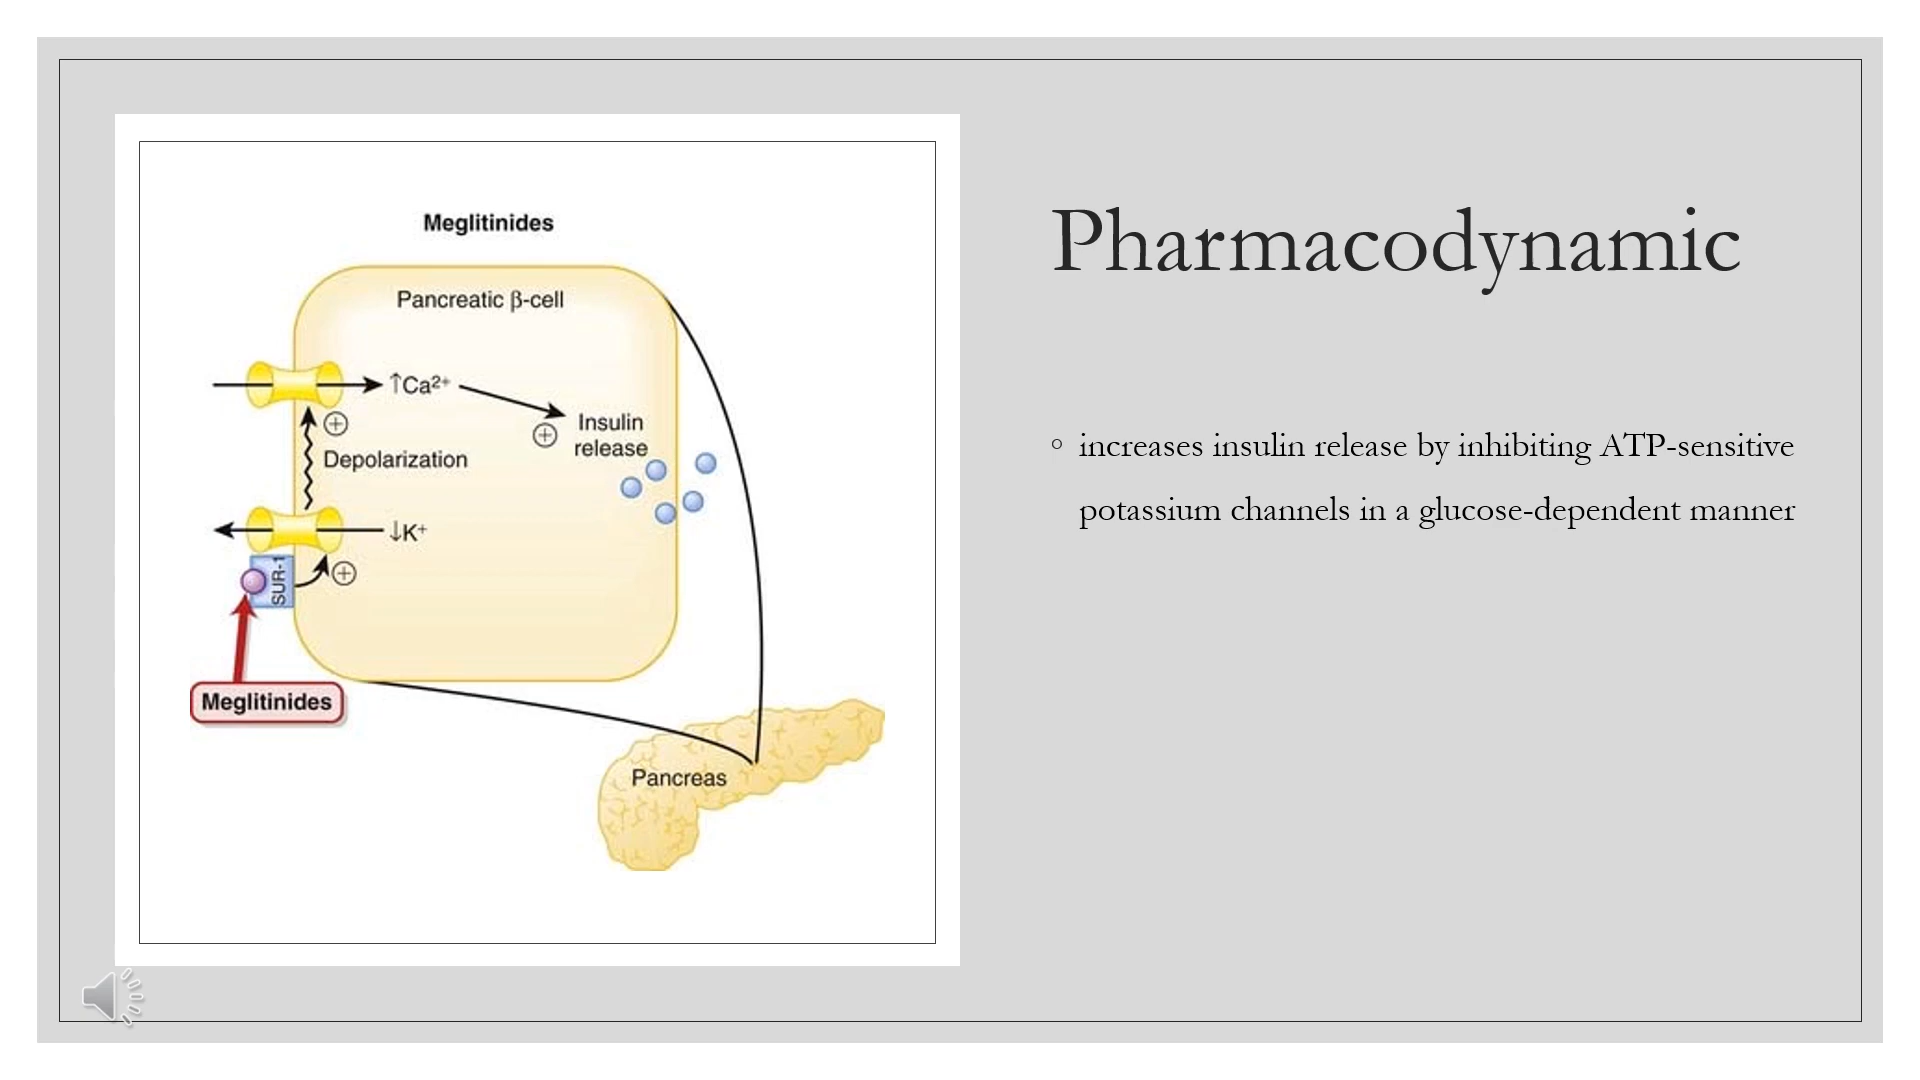 Meglitinides
Pancreatic β-cell
↑Ca²⁺
Insulin
release
Depolarization
↓K⁺
SUR-1
Meglitinides
Pancreas
Pharmacodynamic
◦ increases insulin release by inhibiting ATP-sensitive
potassium channels in a glucose-dependent manner